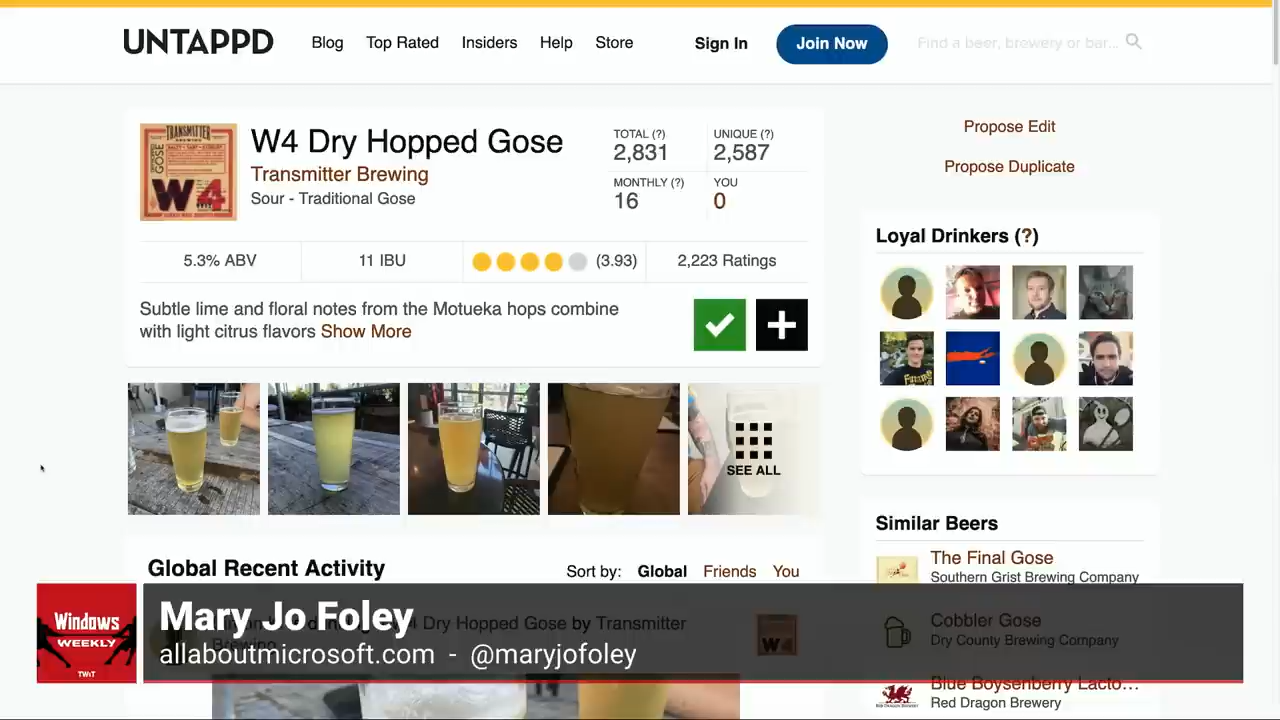 UNTAPPD
Blog Top Rated Insiders Help Store Sign In Join Now Find a beer, brewery or bar...
TRANSMITTER
GOSE
W4
W4 Dry Hopped Gose
Transmitter Brewing
Sour - Traditional Gose
TOTAL (?) UNIQUE (?)
2,831 2,587
MONTHLY (?) YOU
16 0
5.3% ABV 11 IBU (3.93) 2,223 Ratings
Subtle lime and floral notes from the Motueka hops combine
with light citrus flavors Show More
SEE ALL
Propose Edit
Propose Duplicate
Loyal Drinkers (?)
Similar Beers
The Final Gose
Southern Grist Brewing Company
Cobbler Gose
Dry County Brewing Company
Blue Boysenberry Lacto...
Red Dragon Brewery
Global Recent Activity Sort by: Global Friends You
Dry Hopped Gose by Transmitter
Windows
WEEKLY
TWiT
Mary Jo Foley
allaboutmicrosoft.com - @maryjofoley